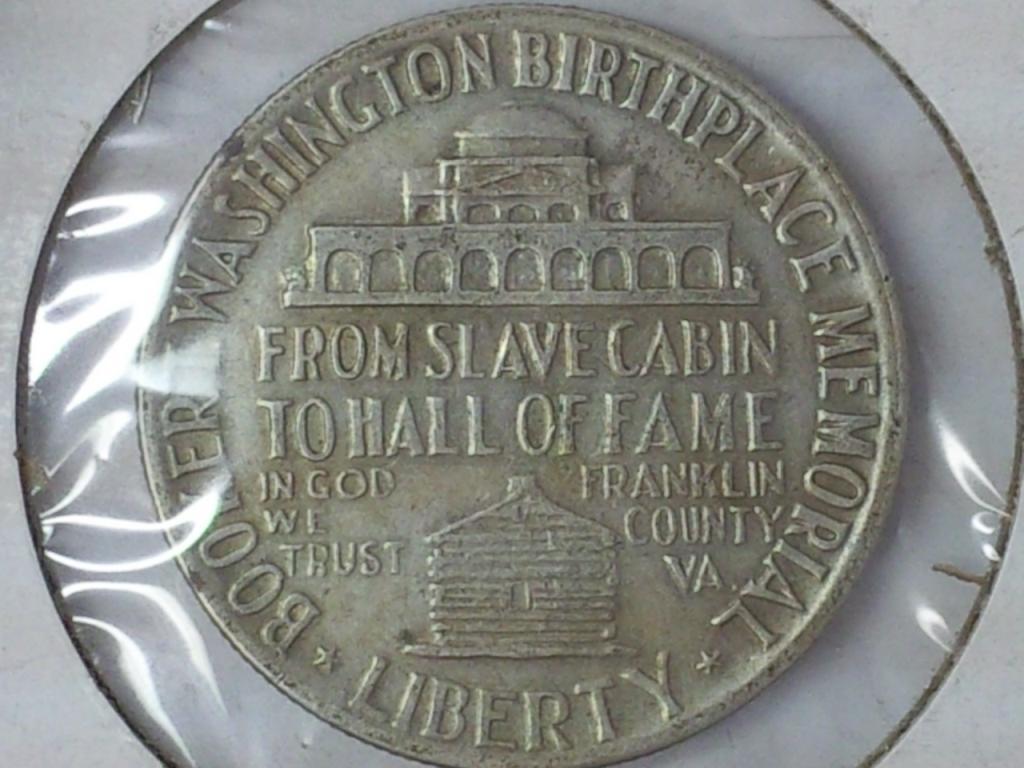 BOOKER WASHINGTON BIRTHPLACE MEMORIAL
FROM SLAVE CABIN
TO HALL OF FAME
IN GOD
WE
TRUST
FRANKLIN
COUNTY
VA.
* LIBERTY *